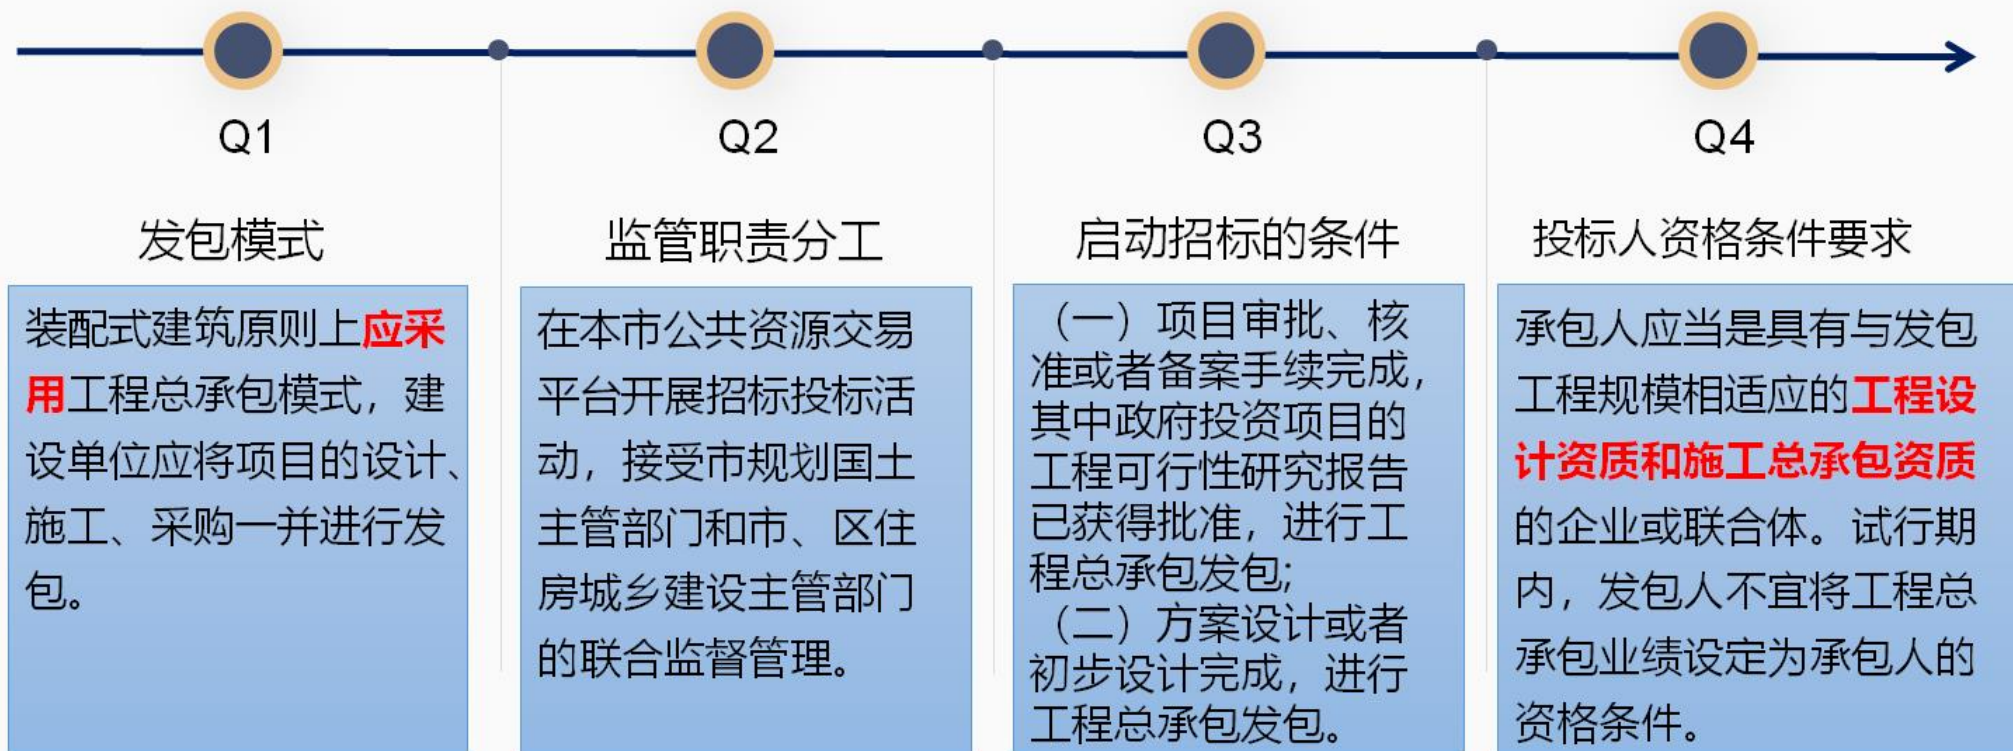 Q1
发包模式
装配式建筑原则上应采
用工程总承包模式，建
设单位应将项目的设计、
施工、采购一并进行发
包。
Q2
监管职责分工
在本市公共资源交易
平台开展招标投标活
动，接受市规划国土
主管部门和市、区住
房城乡建设主管部门
的联合监督管理。
Q3
启动招标的条件
（一）项目审批、核
准或者备案手续完成，
其中政府投资项目的
工程可行性研究报告
已获得批准，进行工
程总承包发包;
（二）方案设计或者
初步设计完成，进行
工程总承包发包。
Q4
投标人资格条件要求
承包人应当是具有与发包
工程规模相适应的工程设
计资质和施工总承包资质
的企业或联合体。试行期
内，发包人不宜将工程总
承包业绩设定为承包人的
资格条件。